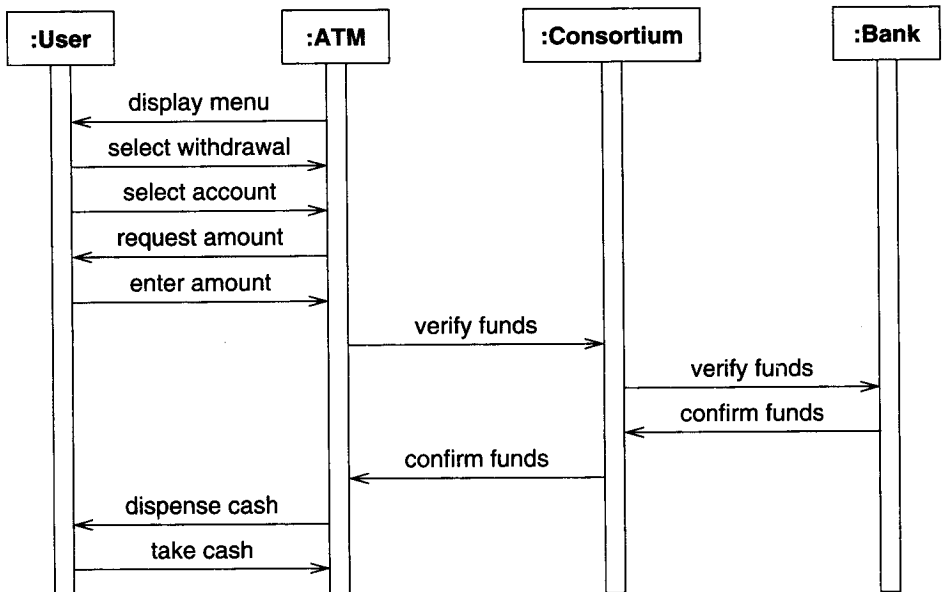 :User
:ATM
:Consortium
:Bank
display menu
select withdrawal
select account
request amount
enter amount
verify funds
verify funds
confirm funds
confirm funds
dispense cash
take cash